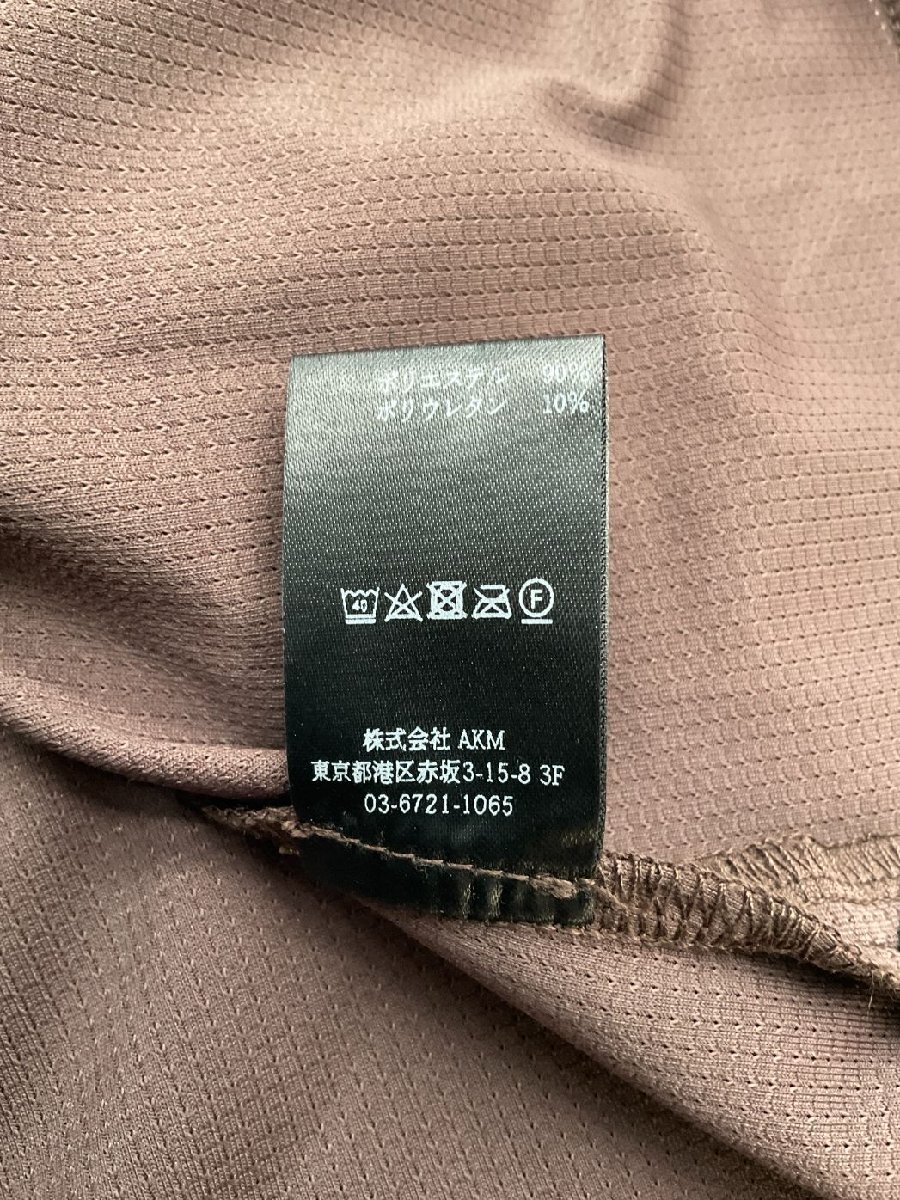 ポリエステル 90%
ポリウレタン 10%
40
F
株式会社 AKM
東京都港区赤坂3-15-8 3F
03-6721-1065